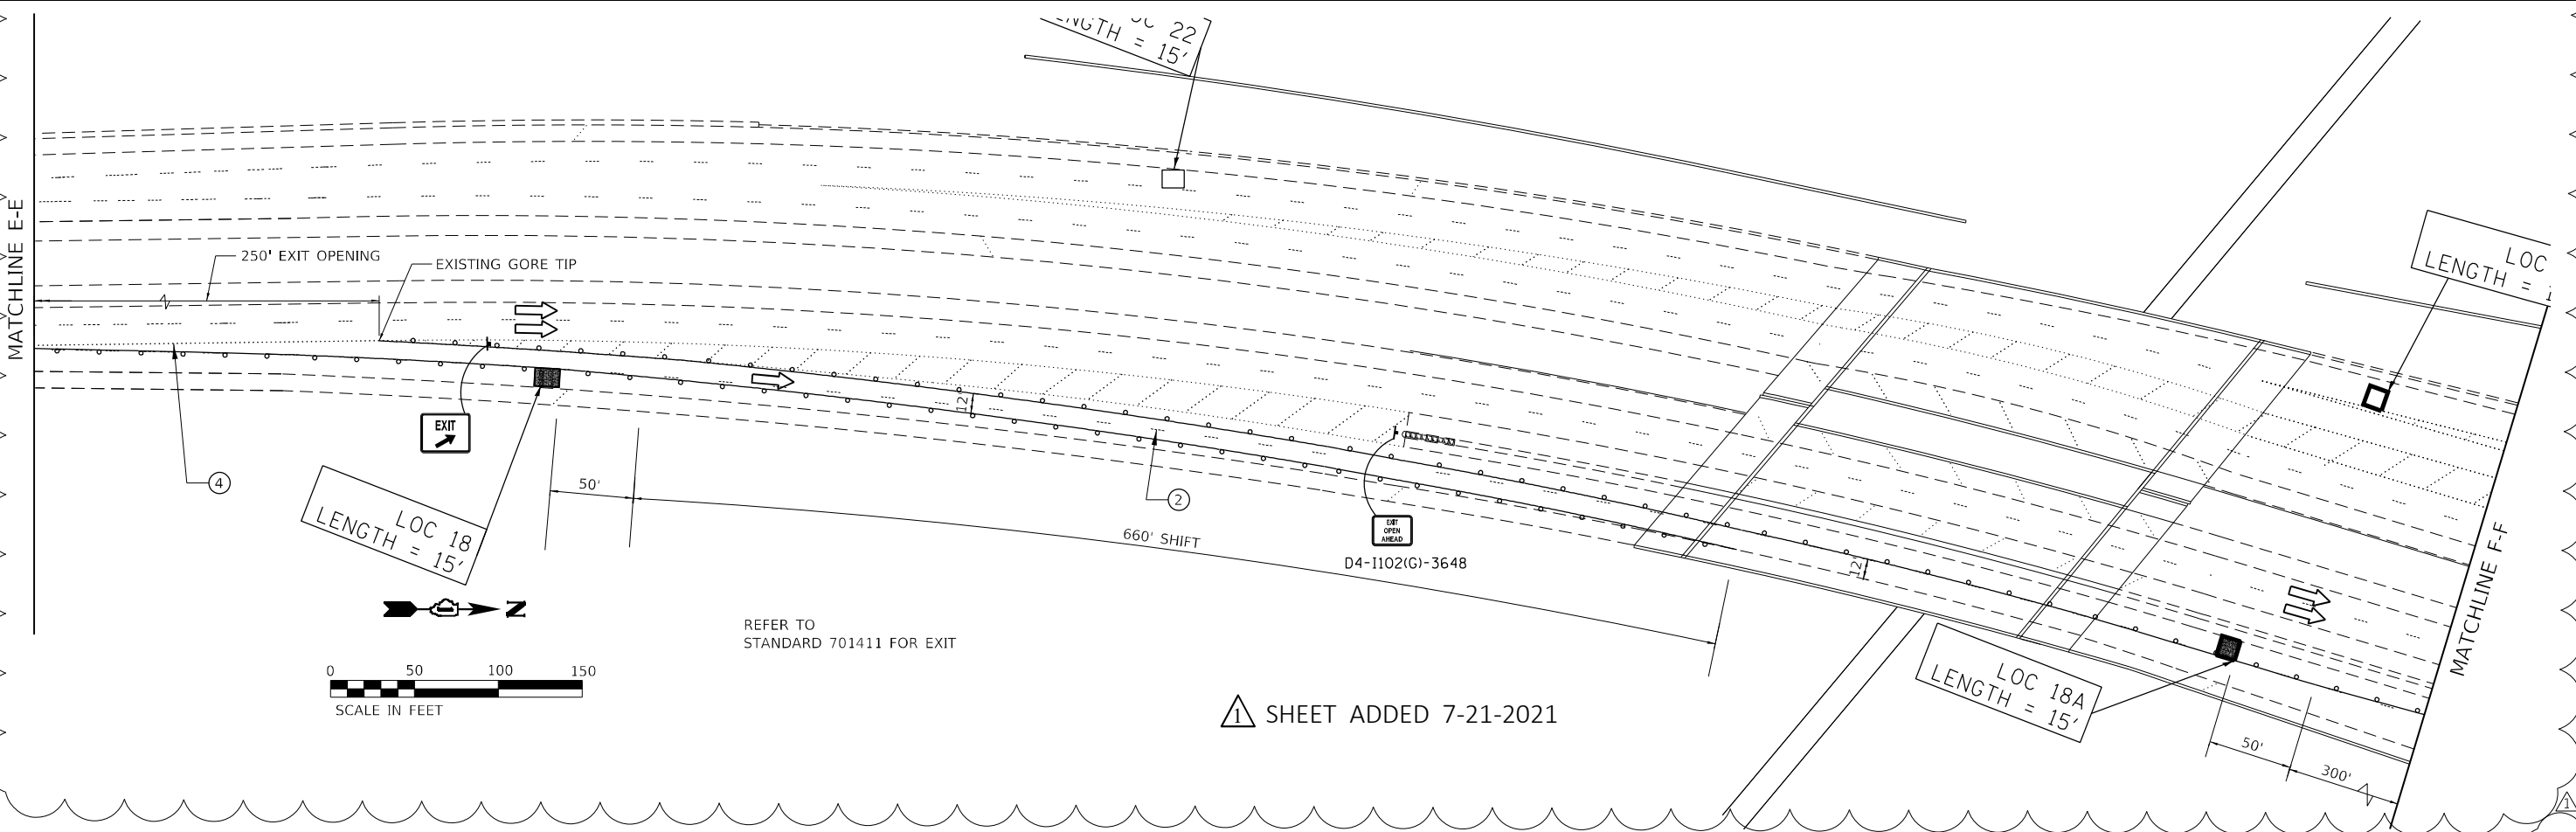 22
LENGTH = 15'
MATCHLINE E-E
250' EXIT OPENING
EXISTING GORE TIP
LOC
LENGTH =
EXIT
4
12'
50'
LOC 18
LENGTH = 15'
2
660' SHIFT
EXIT
OPEN
AHEAD
D4-I102(G)-3648
12'
MATCHLINE F-F
N
REFER TO
STANDARD 701411 FOR EXIT
0 50 100 150
SCALE IN FEET
LOC 18A
LENGTH = 15'
1 SHEET ADDED 7-21-2021
50'
300'
1